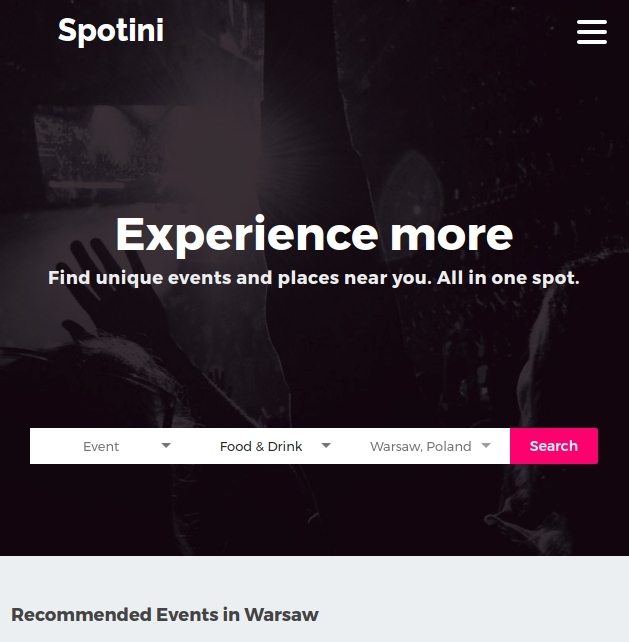 Spotini
Experience more
Find unique events and places near you. All in one spot.
Event Food & Drink Warsaw, Poland Search
Recommended Events in Warsaw